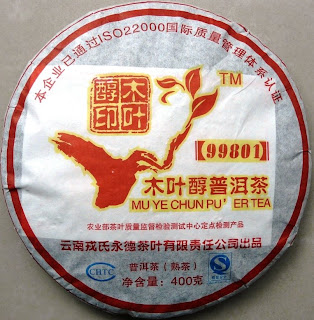 本企业已通过ISO22000国际质量管理体系认证
木叶
醇印
TM
【99801】
木叶醇普洱茶
MU YE CHUN PU'ER TEA
农业部茶叶质量监督检验测试中心定点检测产品
云南戎氏永德茶叶有限责任公司出品
CHTC
普洱茶（熟茶）
净含量：400克